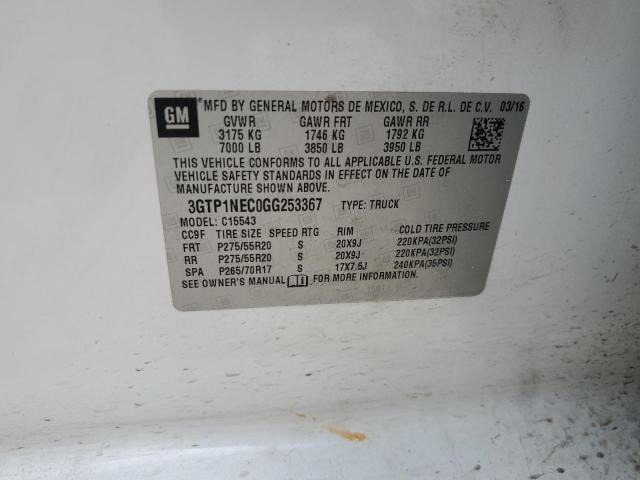 GM
MFD BY GENERAL MOTORS DE MEXICO, S. DE R.L. DE C.V. 03/16
GVWR GAWR FRT GAWR RR
3175 KG 1746 KG 1792 KG
7000 LB 3850 LB 3950 LB
THIS VEHICLE CONFORMS TO ALL APPLICABLE U.S. FEDERAL MOTOR
VEHICLE SAFETY STANDARDS IN EFFECT ON THE DATE OF
MANUFACTURE SHOWN ABOVE.
3GTP1NEC0GG253367 TYPE: TRUCK
MODEL: C15543
CC9F TIRE SIZE SPEED RTG RIM COLD TIRE PRESSURE
FRT P275/55R20 S 20X9J 220KPA(32PSI)
RR P275/55R20 S 20X9J 220KPA(32PSI)
SPA P265/70R17 S 17X7.5J 240KPA(35PSI)
SEE OWNER'S MANUAL FOR MORE INFORMATION.